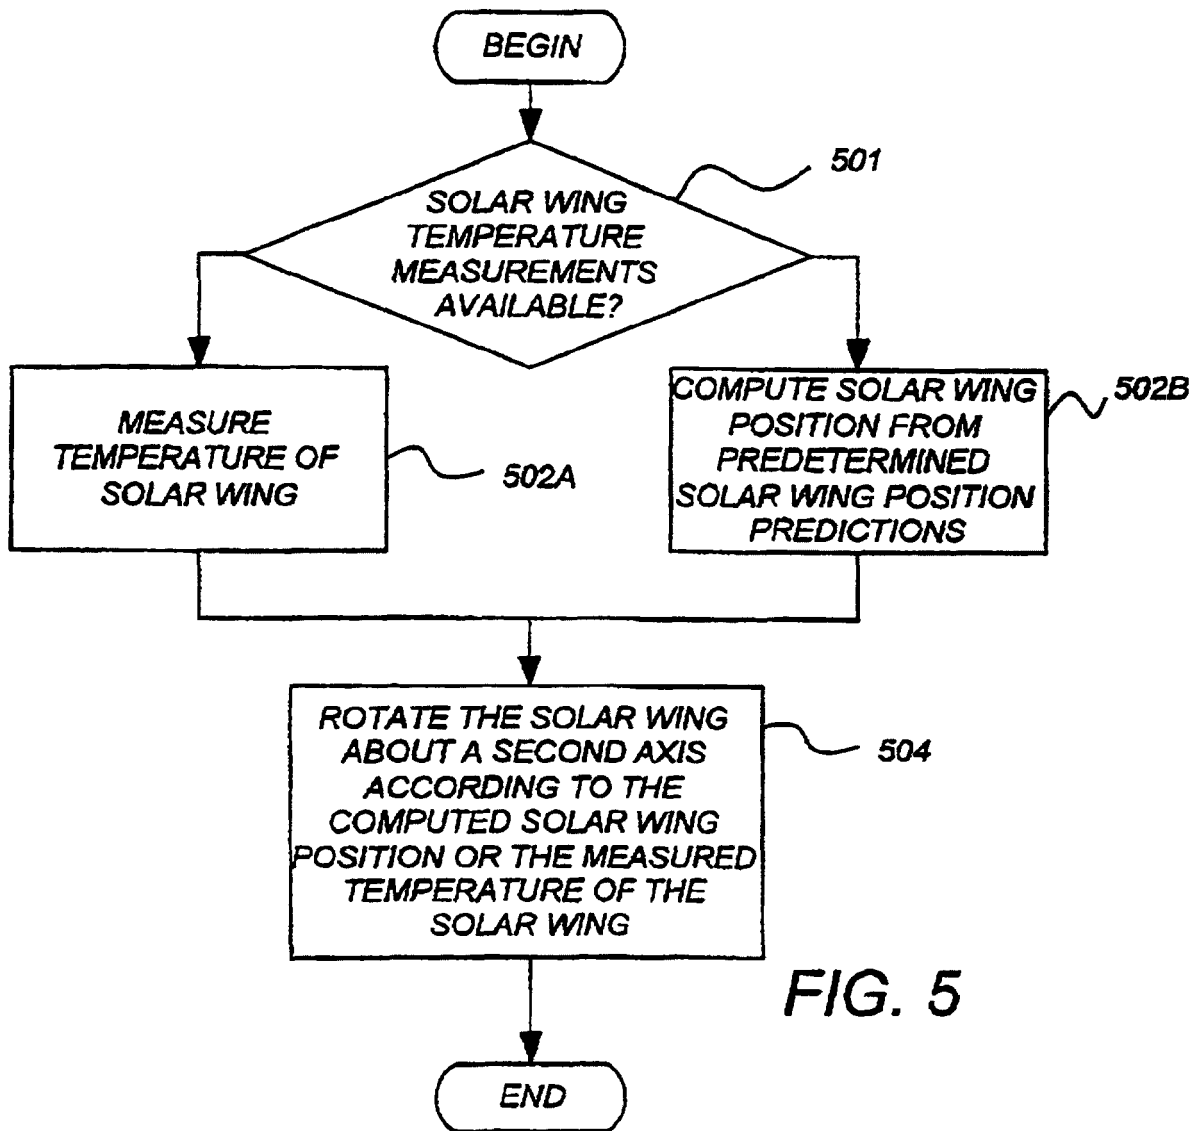 BEGIN
501
SOLAR WING
TEMPERATURE
MEASUREMENTS
AVAILABLE?
MEASURE
TEMPERATURE OF
SOLAR WING
502A
COMPUTE SOLAR WING
POSITION FROM
PREDETERMINED
SOLAR WING POSITION
PREDICTIONS
502B
ROTATE THE SOLAR WING
ABOUT A SECOND AXIS
ACCORDING TO THE
COMPUTED SOLAR WING
POSITION OR THE MEASURED
TEMPERATURE OF THE
SOLAR WING
504
FIG. 5
END